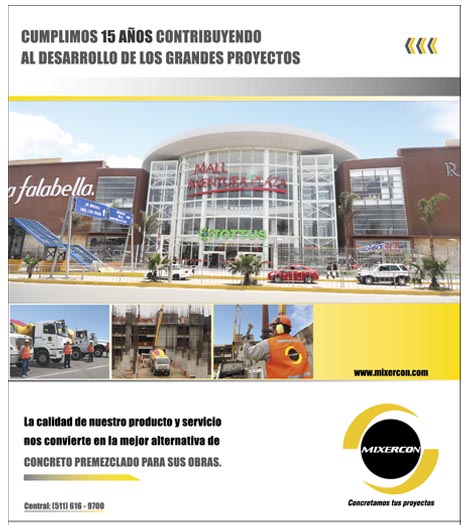 CUMPLIMOS 15 AÑOS CONTRIBUYENDO
AL DESARROLLO DE LOS GRANDES PROYECTOS
a falabella.
MALL
AVENTURA PLAZA
TOTTUS
R
www.mixercon.com
La calidad de nuestro producto y servicio
nos convierte en la mejor alternativa de
CONCRETO PREMEZCLADO PARA SUS OBRAS.
MIXERCON
Concretamos tus proyectos
Central: (511) 616 - 9700